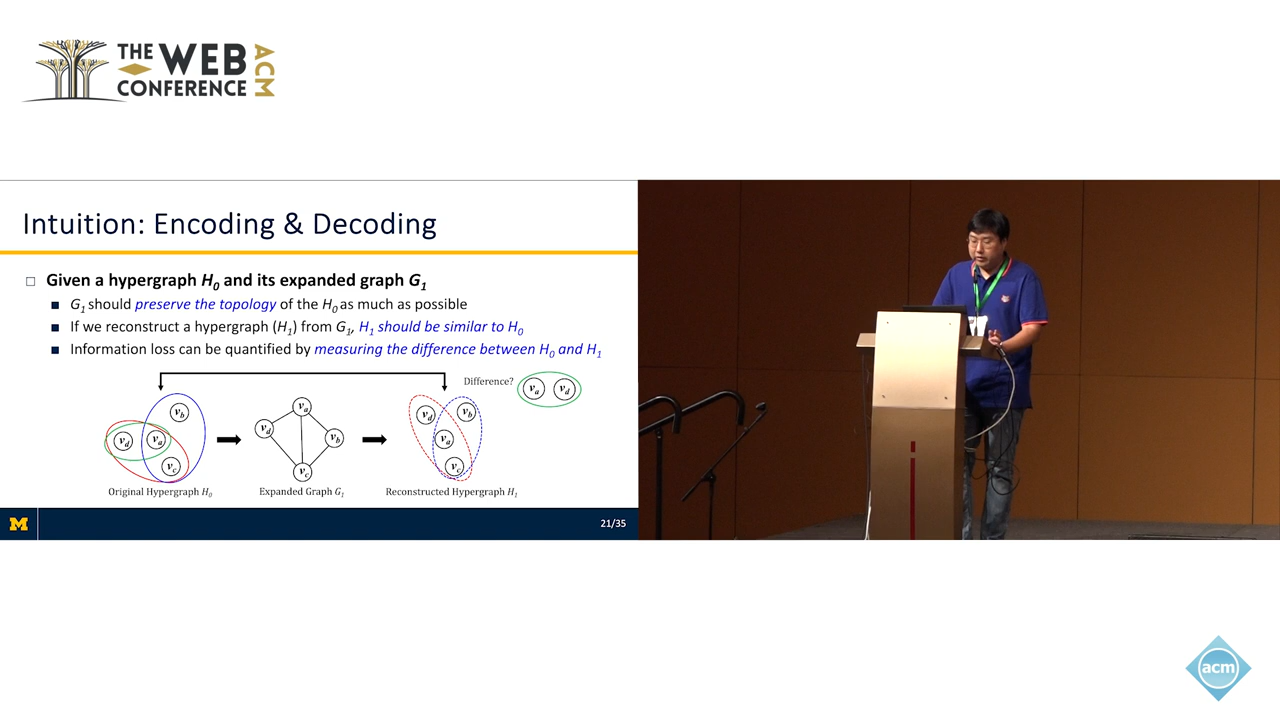 THE WEB
CONFERENCE
ACM
Intuition: Encoding & Decoding
□ Given a hypergraph H0 and its expanded graph G1
■ G1 should preserve the topology of the H0 as much as possible
■ If we reconstruct a hypergraph (H1) from G1, H1 should be similar to H0
■ Information loss can be quantified by measuring the difference between H0 and H1
Difference? va vd
vb
vd va
vc
va
vd
vb
vc
vd vb
va
vc
Original Hypergraph H0
Expanded Graph G1
Reconstructed Hypergraph H1
M
21/35
acm